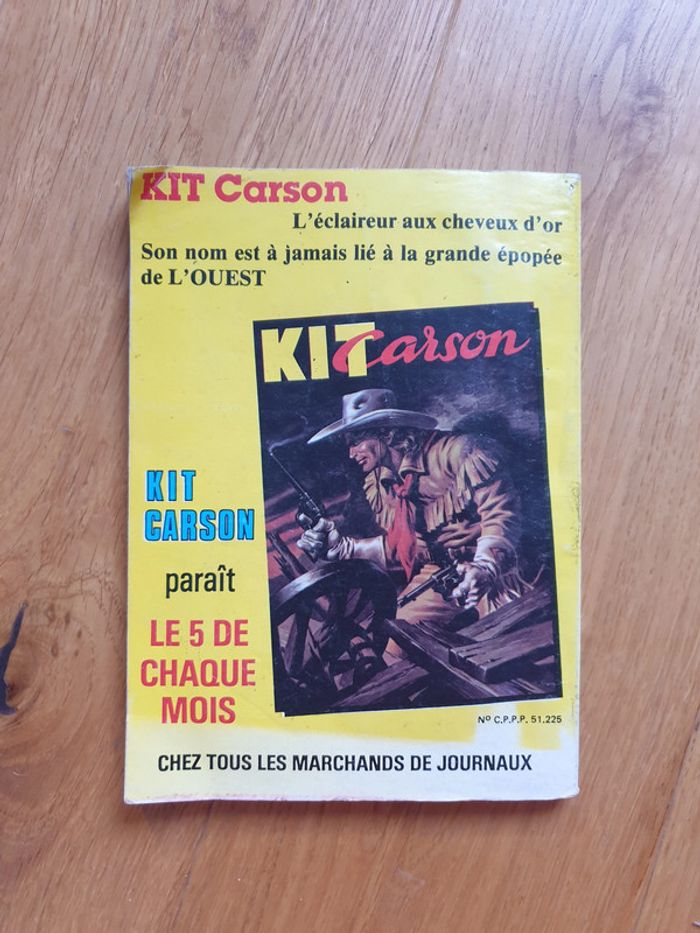 KIT Carson
L'éclaireur aux cheveux d'or
Son nom est à jamais lié à la grande épopée
de L'OUEST
KIT Carson
KIT
CARSON
paraît
LE 5 DE
CHAQUE
MOIS
Nº C.P.P.P. 51.225
CHEZ TOUS LES MARCHANDS DE JOURNAUX